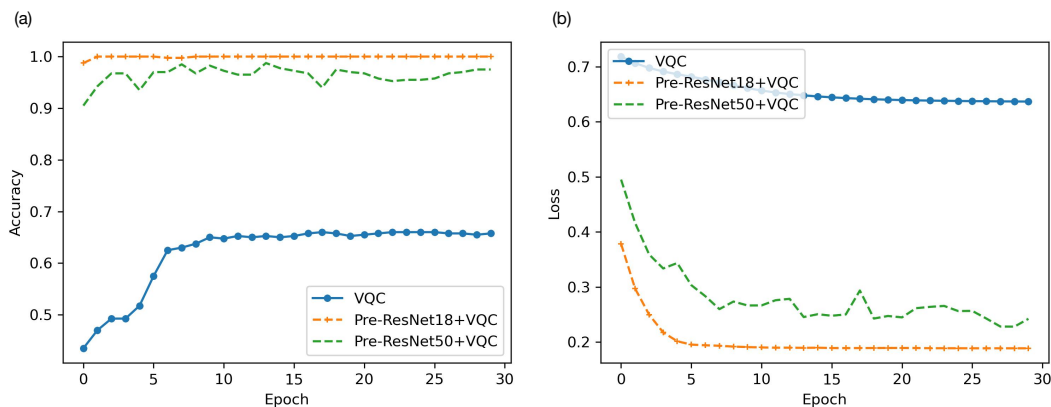 (a)
1.0
0.9
0.8
0.7
0.6
0.5
Accuracy
VQC
Pre-ResNet18+VQC
Pre-ResNet50+VQC
0 5 10 15 20 25 30
Epoch
(b)
0.7
0.6
0.5
0.4
0.3
0.2
Loss
VQC
Pre-ResNet18+VQC
Pre-ResNet50+VQC
0 5 10 15 20 25 30
Epoch